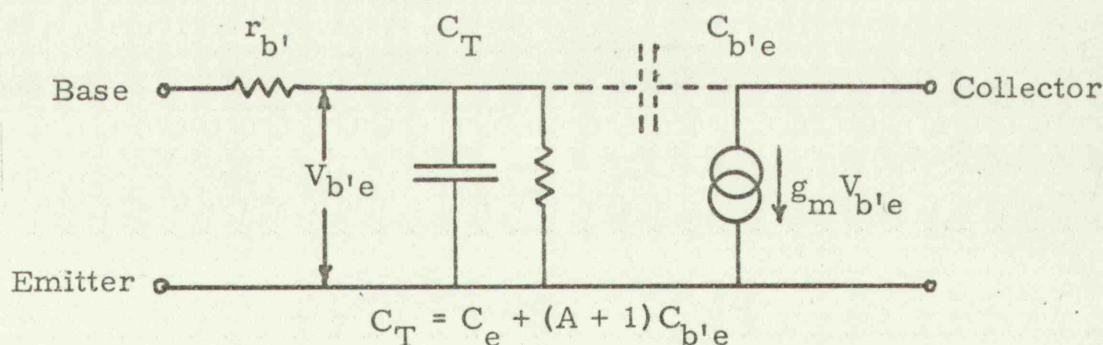 r_b' C_T C_b'e
Base Collector
V_b'e g_m V_b'e
Emitter
C_T = C_e + (A + 1) C_b'e